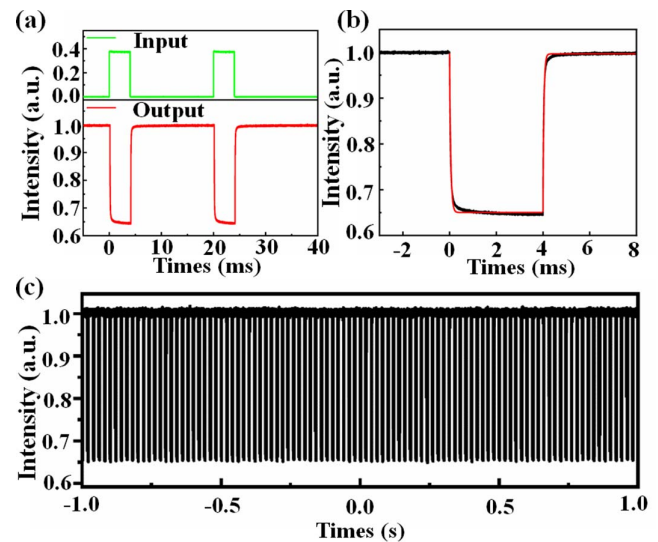 (a)
Input
0.4
0.2
0.0
Output
1.0
0.9
0.8
0.7
0.6
Intensity (a.u.)
0 10 20 30 40
Times (ms)
(b)
1.0
0.9
0.8
0.7
0.6
Intensity (a.u.)
-2 0 2 4 6 8
Times (ms)
(c)
1.0
0.9
0.8
0.7
0.6
Intensity (a.u.)
-1.0 -0.5 0.0 0.5 1.0
Times (s)